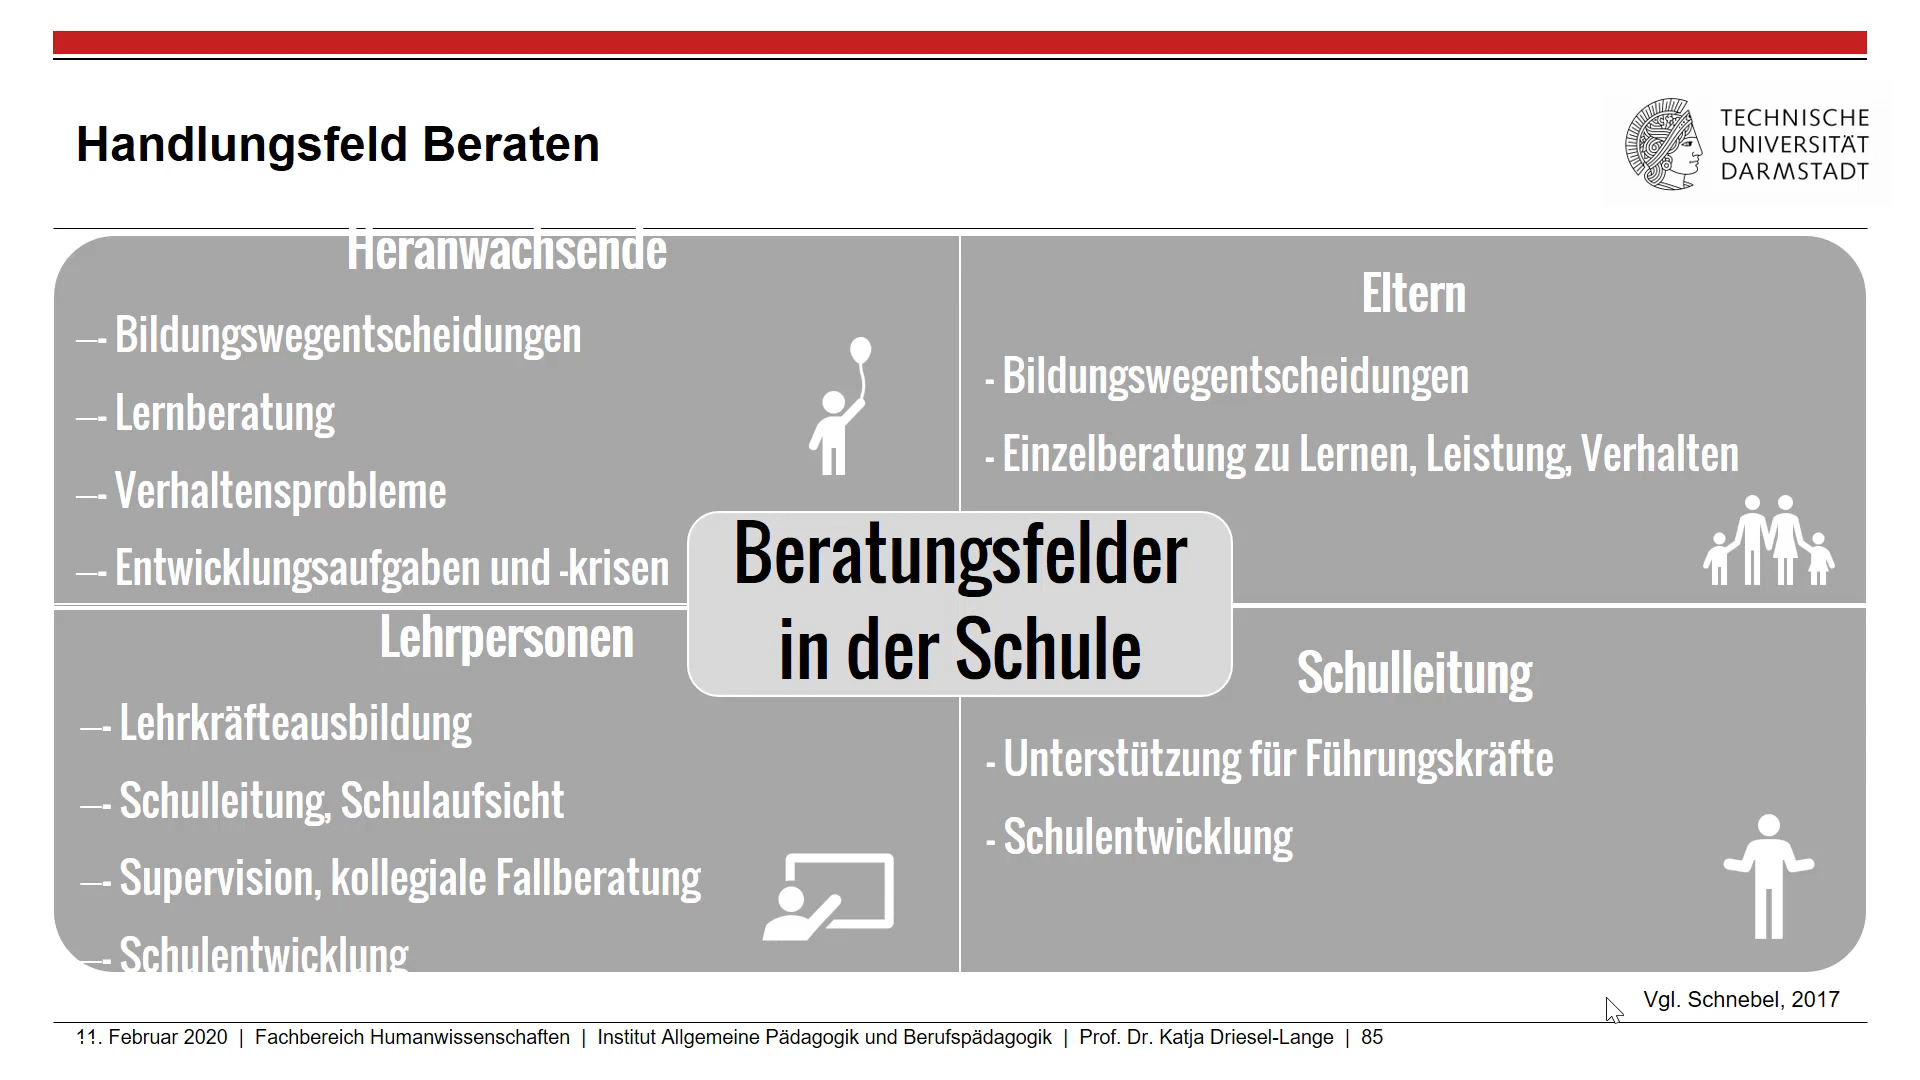 Handlungsfeld Beraten
TECHNISCHE
UNIVERSITÄT
DARMSTADT
Heranwachsende
—- Bildungswegentscheidungen
—- Lernberatung
—- Verhaltensprobleme
—- Entwicklungsaufgaben und -krisen
Eltern
- Bildungswegentscheidungen
- Einzelberatung zu Lernen, Leistung, Verhalten
Beratungsfelder
in der Schule
Lehrpersonen
—- Lehrkräfteausbildung
—- Schulleitung, Schulaufsicht
—- Supervision, kollegiale Fallberatung
—- Schulentwicklung
Schulleitung
- Unterstützung für Führungskräfte
- Schulentwicklung
Vgl. Schnebel, 2017
11. Februar 2020 | Fachbereich Humanwissenschaften | Institut Allgemeine Pädagogik und Berufspädagogik | Prof. Dr. Katja Driesel-Lange | 85